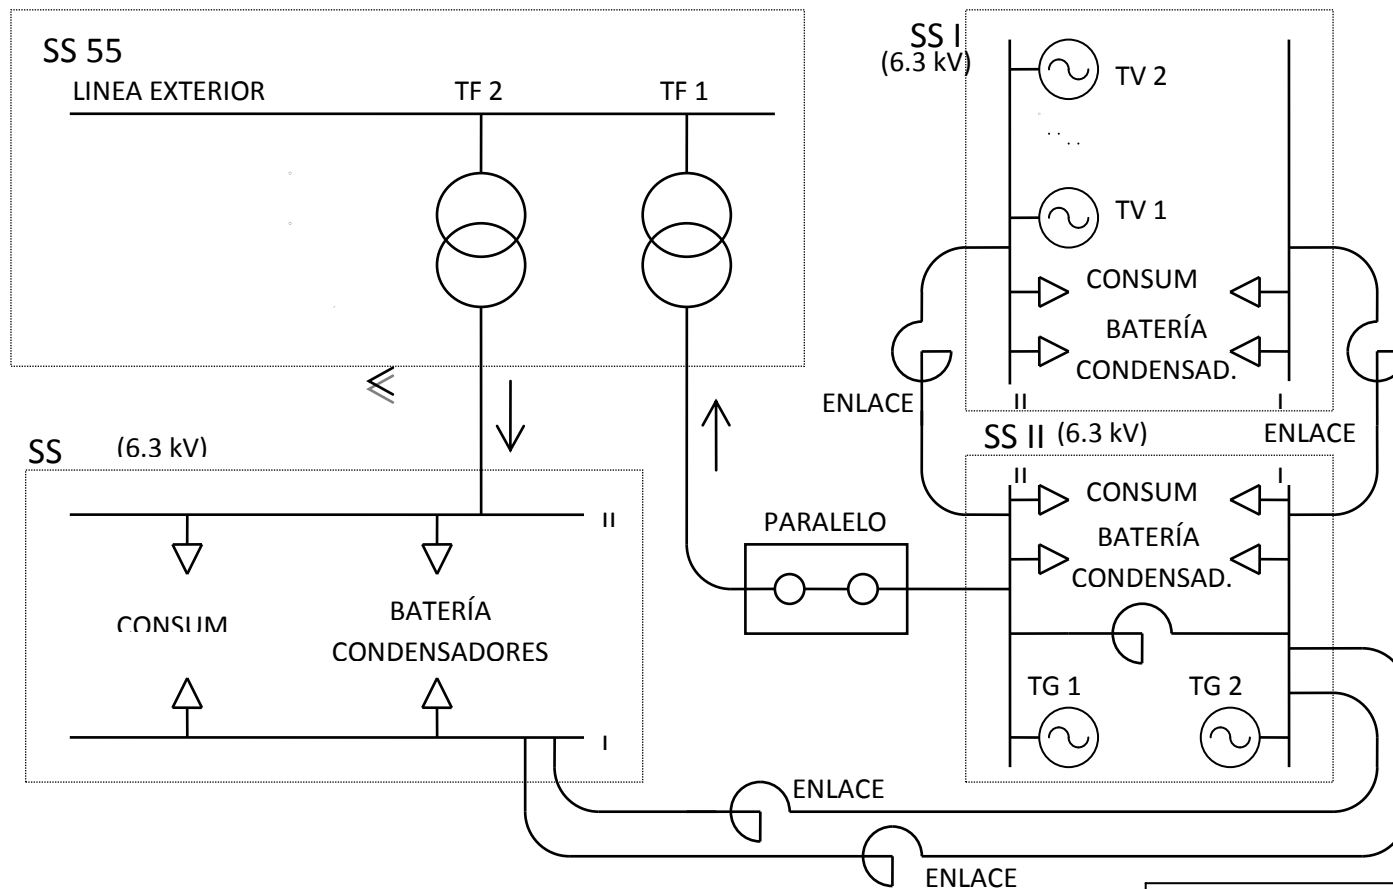 SS 55
LINEA EXTERIOR
TF 2
TF 1
SS I
(6.3 kV)
TV 2
TV 1
CONSUM
BATERÍA
CONDENSAD.
ENLACE
II
I
SS II (6.3 kV)
ENLACE
II
I
CONSUM
BATERÍA
CONDENSAD.
TG 1
TG 2
PARALELO
SS
(6.3 kV)
II
CONSUM
BATERÍA
CONDENSADORES
I
ENLACE
ENLACE